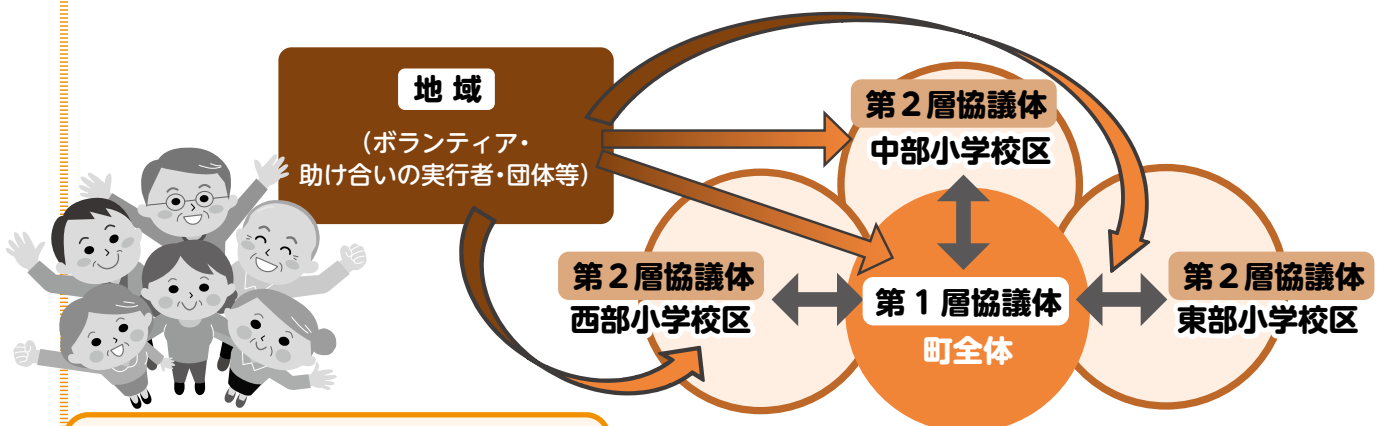 地域
（ボランティア・
助け合いの実行者・団体等）
第２層協議体
中部小学校区
第２層協議体
西部小学校区
第１層協議体
町全体
第２層協議体
東部小学校区